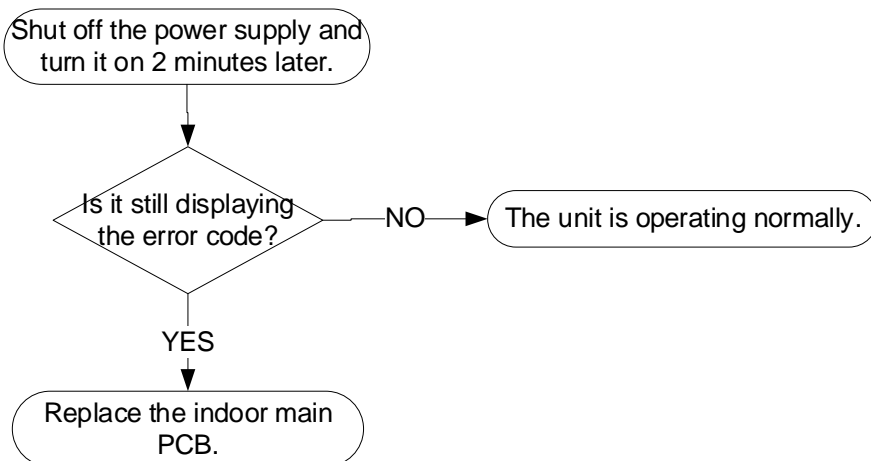 Shut off the power supply and
turn it on 2 minutes later.
Is it still displaying
the error code?
NO
The unit is operating normally.
YES
Replace the indoor main
PCB.